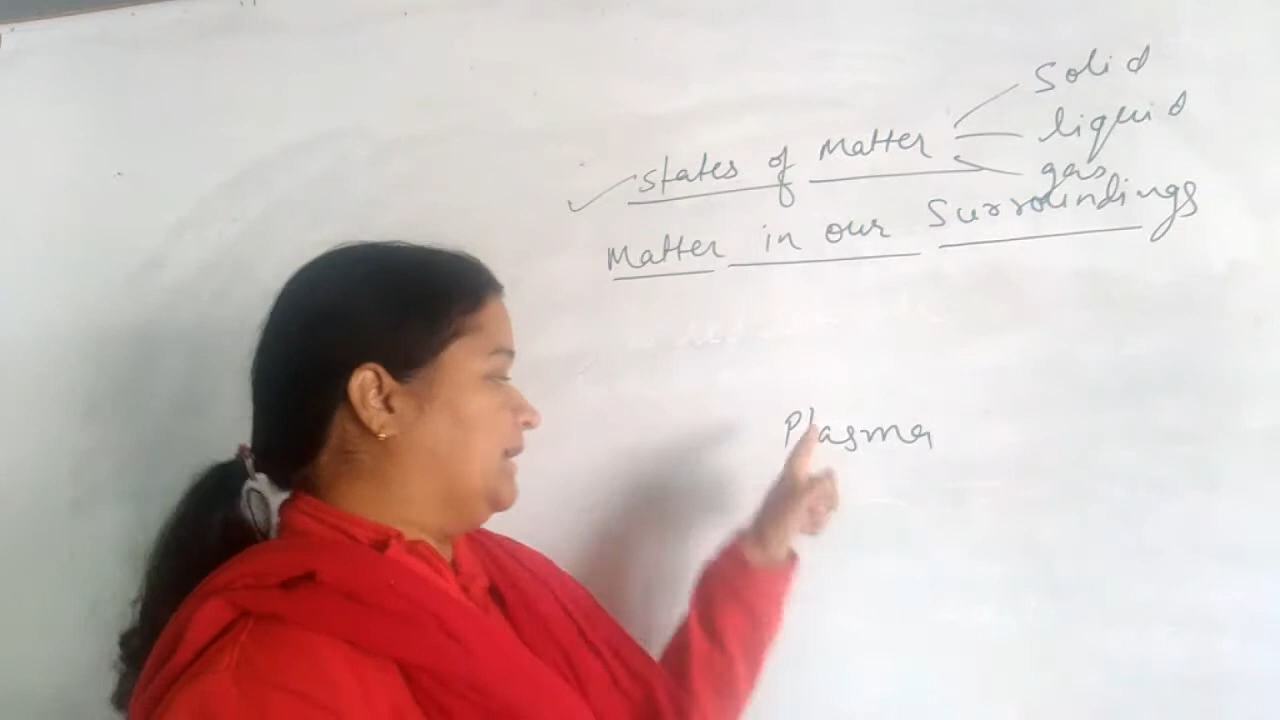 Solid
States of Matter liquid
gas
Matter in our Surroundings
Plasma